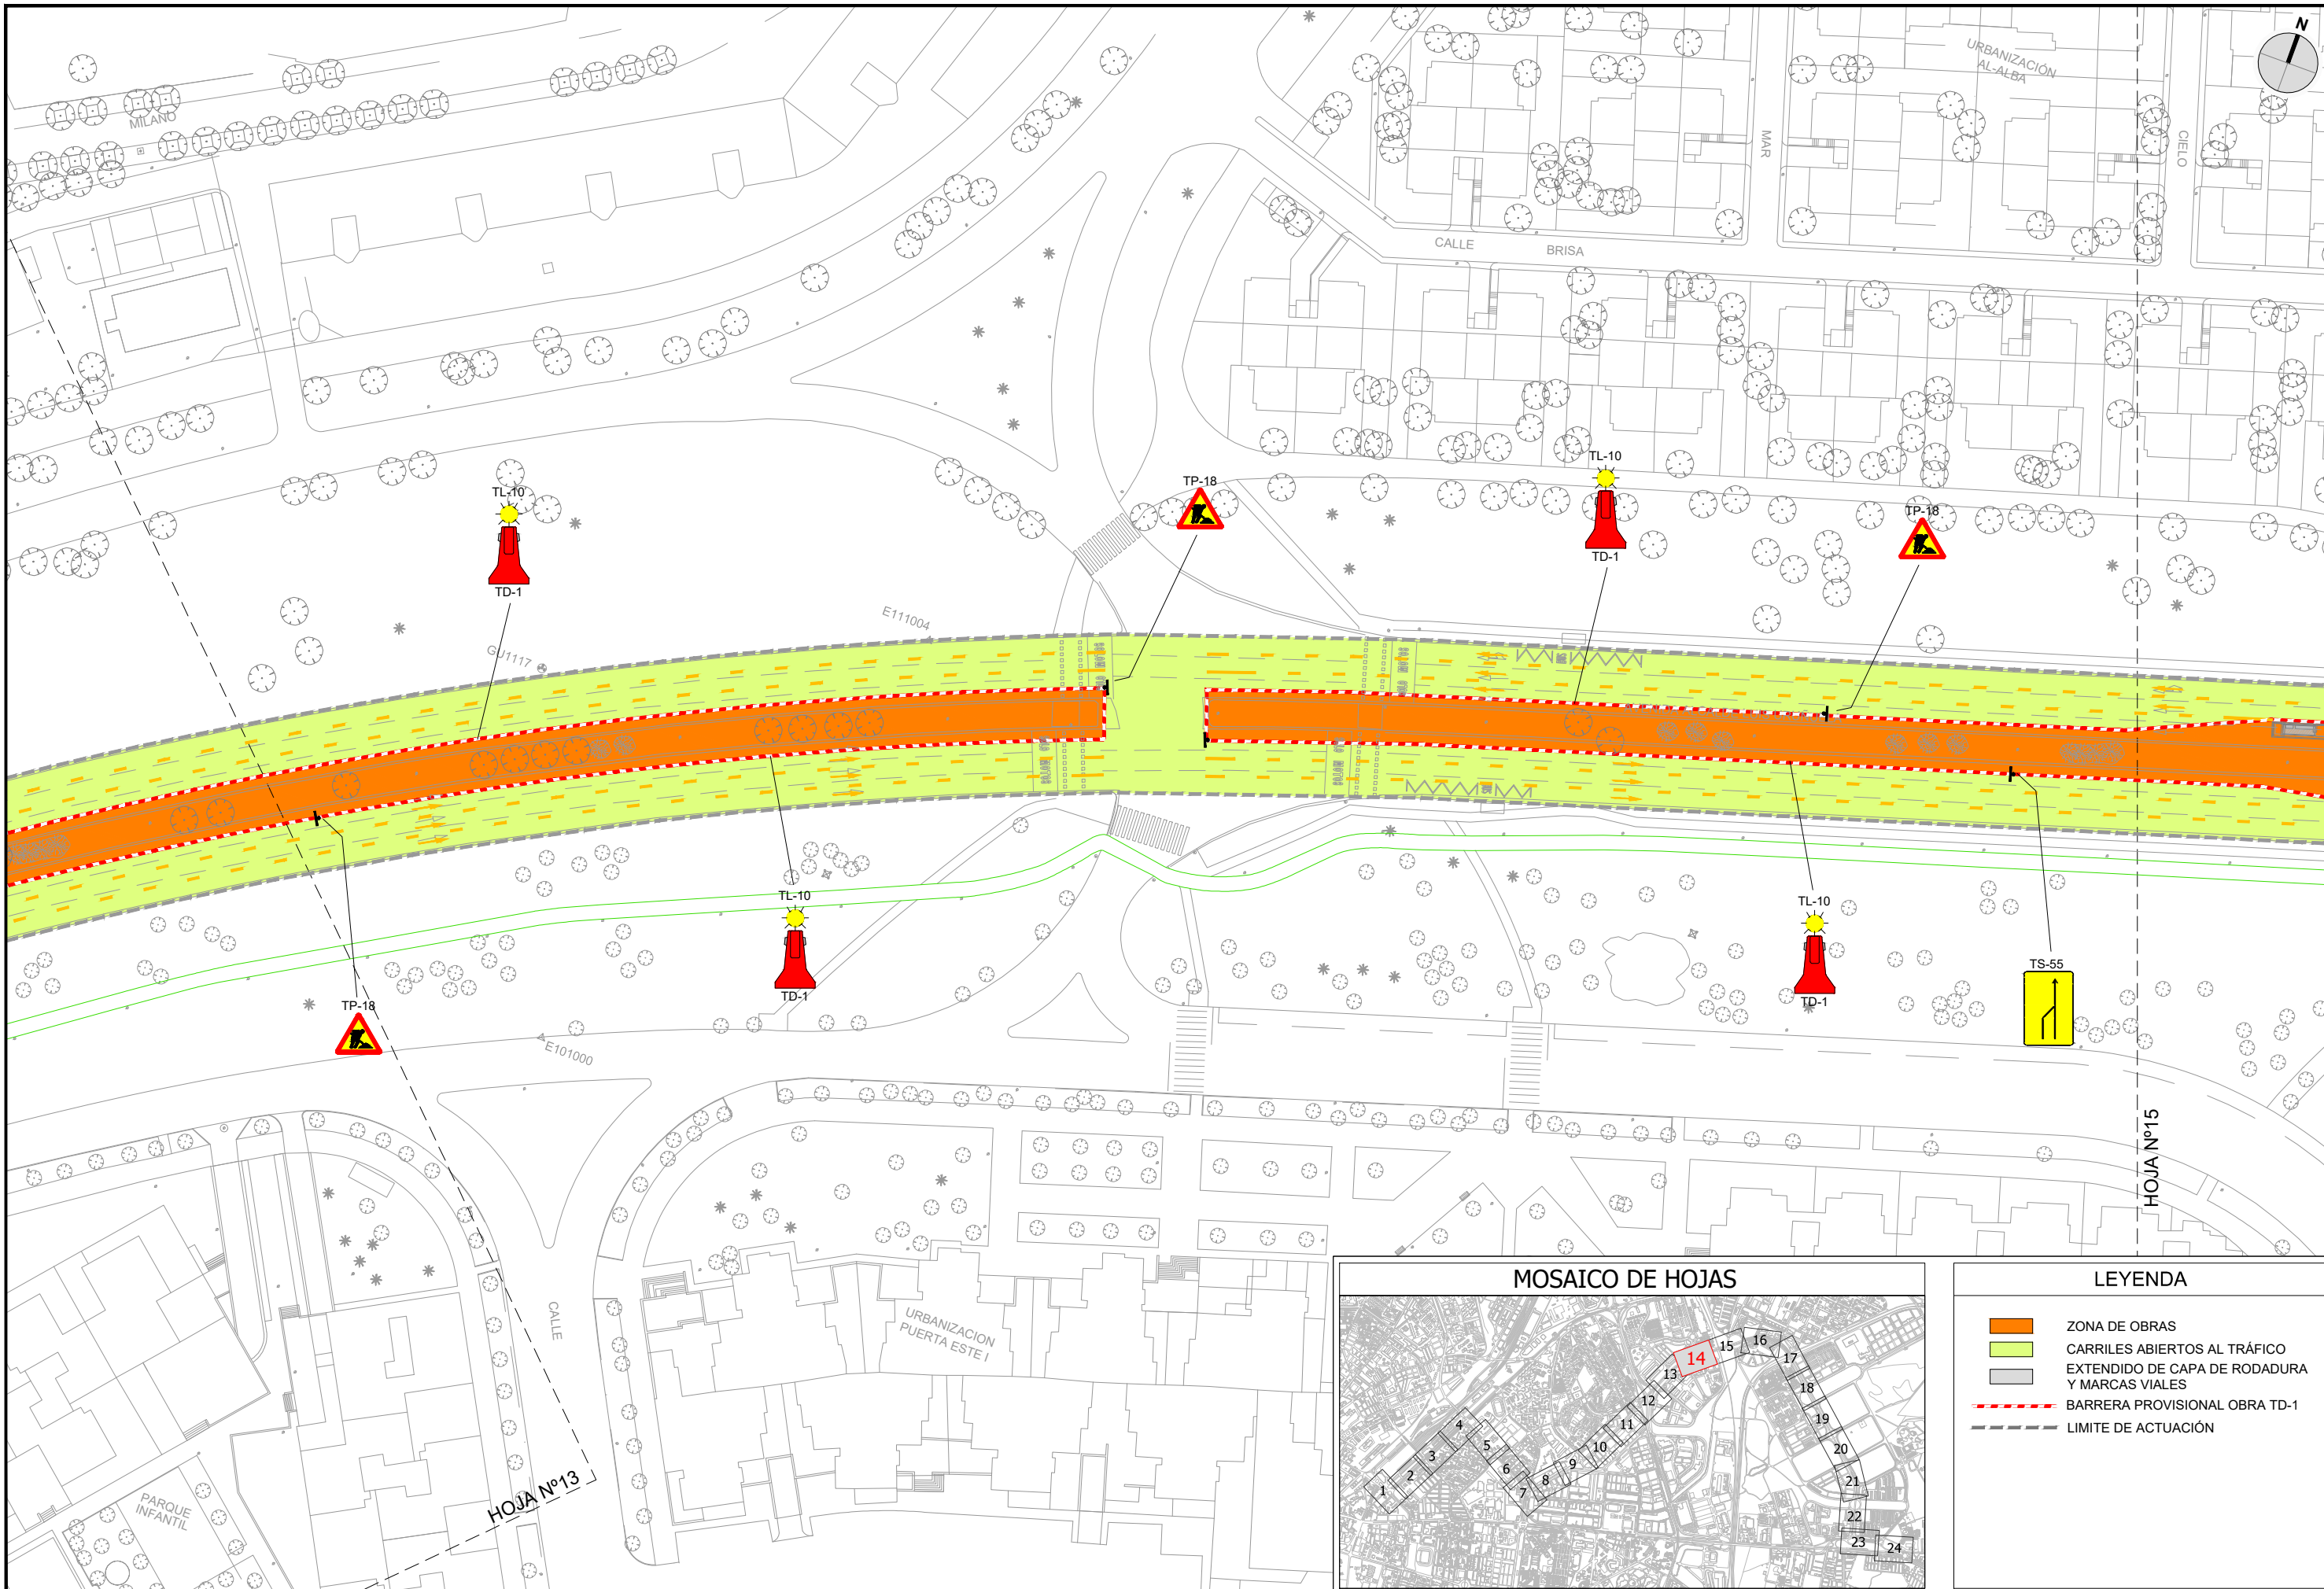 N
URBANIZACIÓN
AL-ALBA
MILANO
MAR
CIELO
CALLE
BRISA
TL-10
TD-1
TP-18
TL-10
TD-1
TP-18
E111004
GU1117
TL-10
TD-1
TL-10
TD-1
TS-55
TP-18
E101000
HOJA Nº15
CALLE
URBANIZACION
PUERTA ESTE I
HOJA Nº13
PARQUE
INFANTIL
MOSAICO DE HOJAS
1
2
3
4
5
6
7
8
9
10
11
12
13
14
15
16
17
18
19
20
21
22
23
24
LEYENDA
ZONA DE OBRAS
CARRILES ABIERTOS AL TRÁFICO
EXTENDIDO DE CAPA DE RODADURA
Y MARCAS VIALES
BARRERA PROVISIONAL OBRA TD-1
LIMITE DE ACTUACIÓN